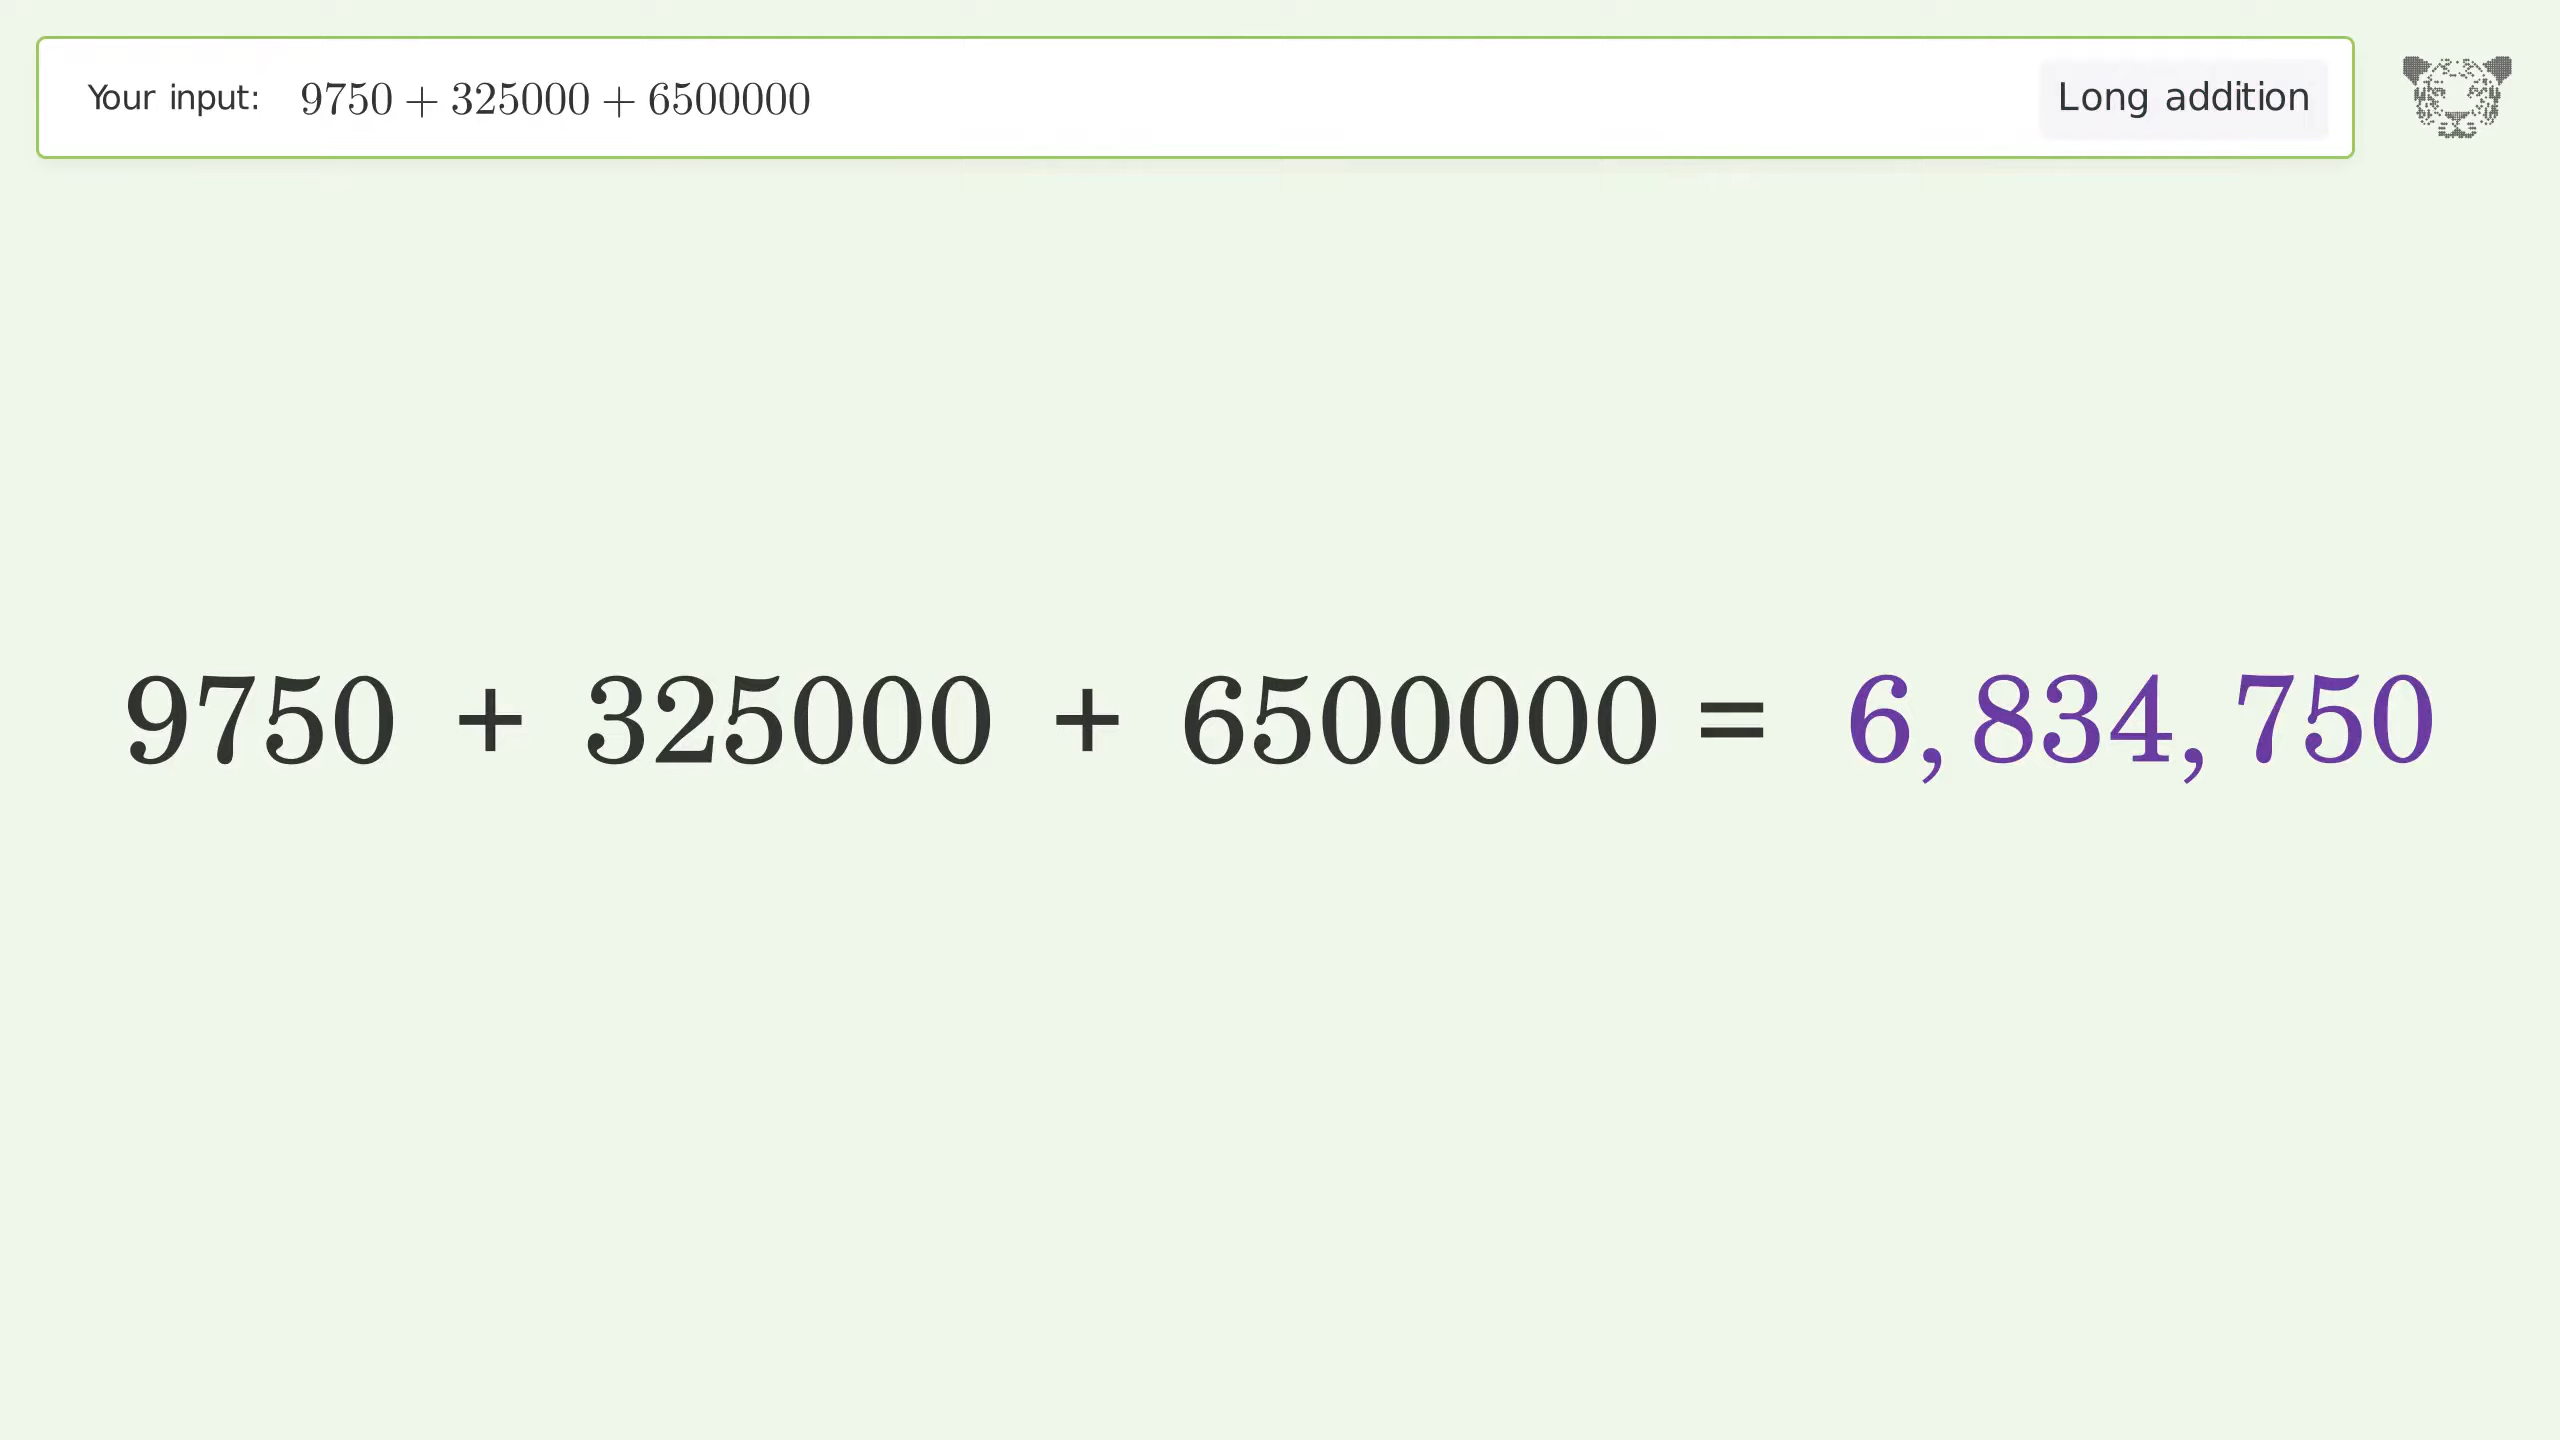 Your input: 9750 + 325000 + 6500000 Long addition
9750 + 325000 + 6500000 = 6,834,750